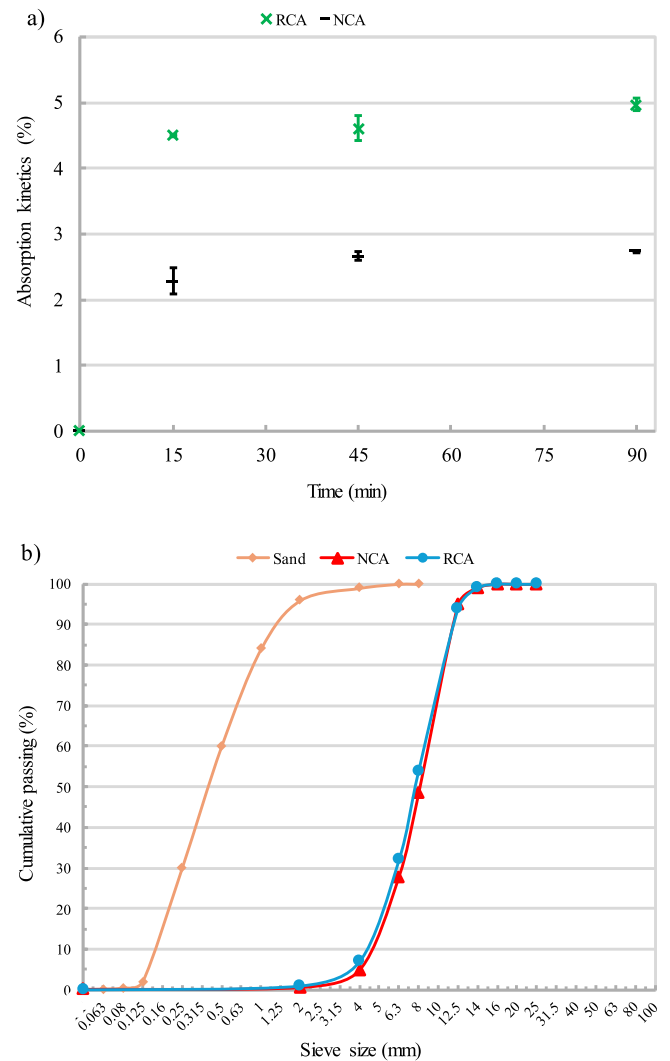 a)
RCA NCA
6
5
4
3
2
1
0
0 15 30 45 60 75 90
Absorption kinetics (%)
Time (min)
b)
Sand NCA RCA
100
90
80
70
60
50
40
30
20
10
0
Cumulative passing (%)
- 0.063 0.08 0.125 0.16 0.25 0.315 0.5 0.63 1 1.25 2 2.5 3.15 4 5 6.3 8 10 12.5 14 16 20 25 31.5 40 63 80 100
Sieve size (mm)